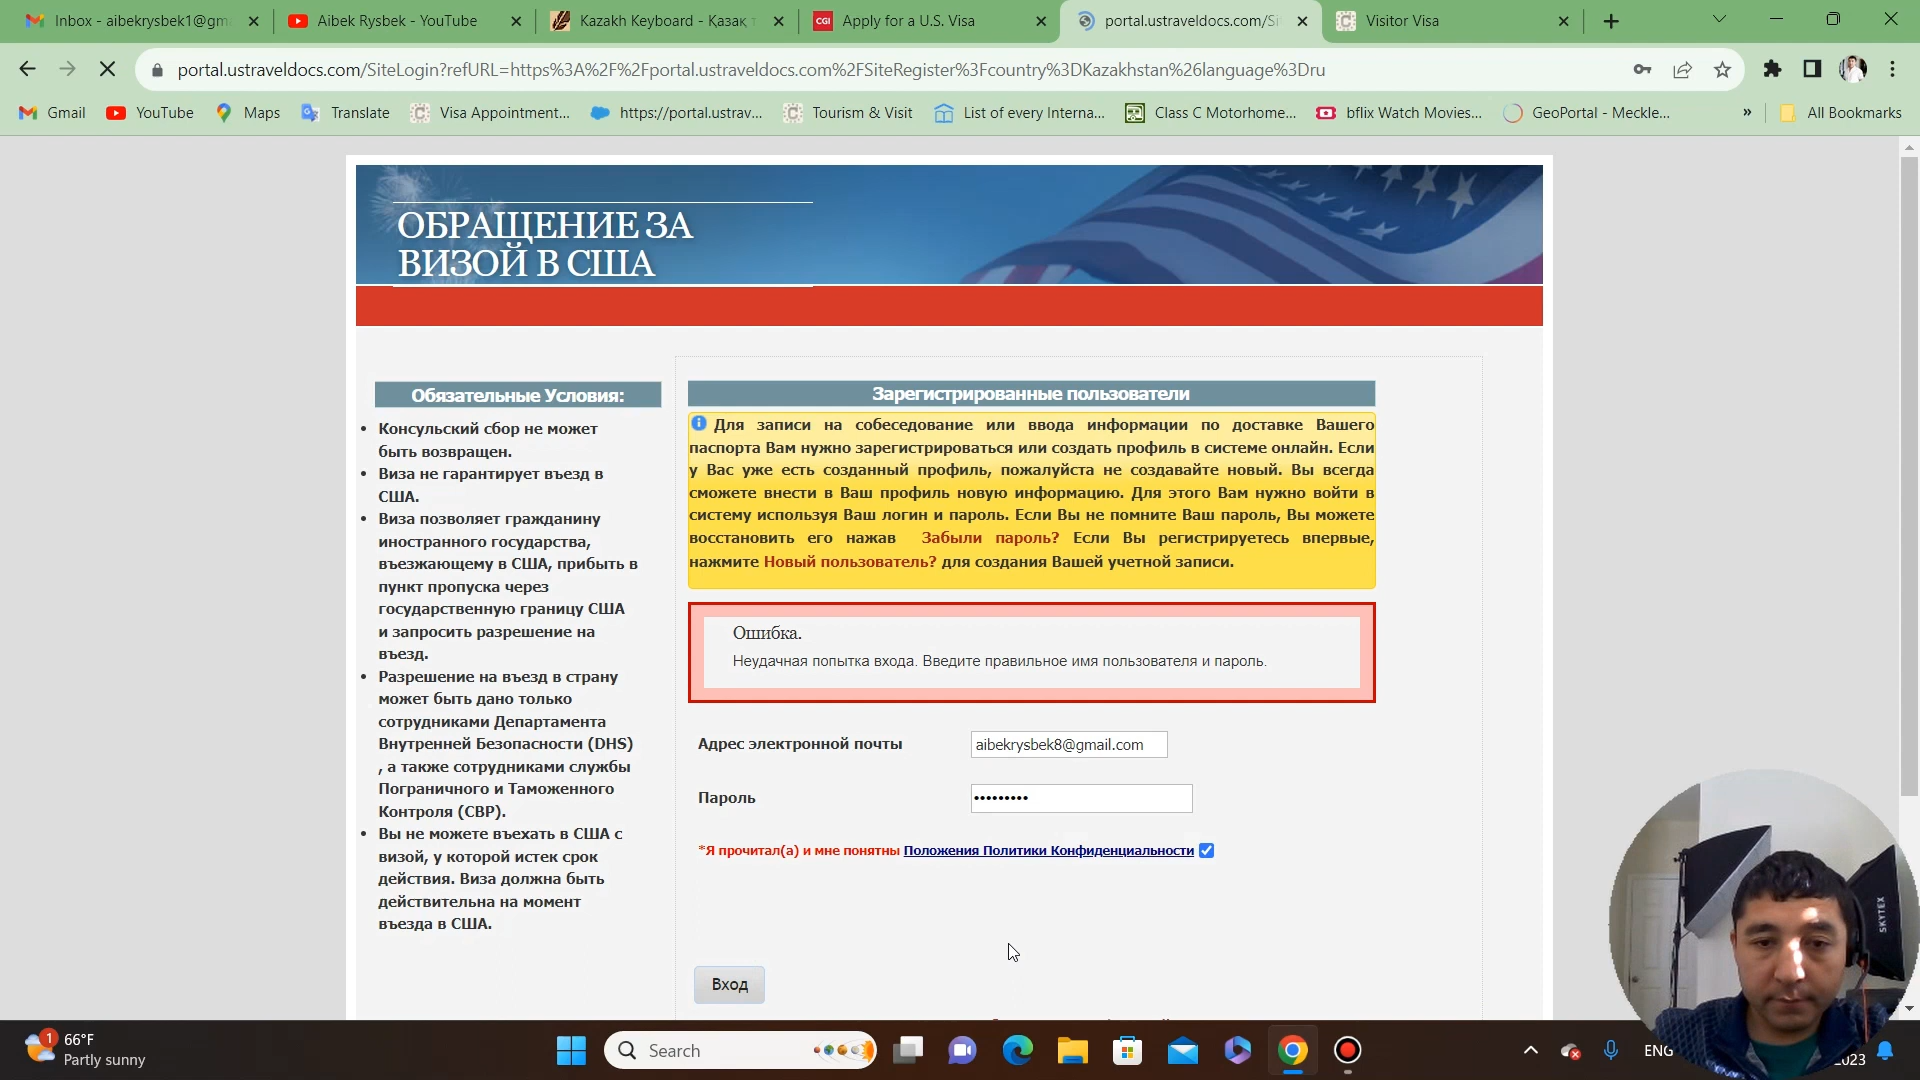 Inbox - aibekrysbek1@gm
Aibek Rysbek - YouTube
Kazakh Keyboard - Қазақ т
CGI Apply for a U.S. Visa
portal.ustraveldocs.com/Si
Visitor Visa
portal.ustraveldocs.com/SiteLogin?refURL=https%3A%2F%2Fportal.ustraveldocs.com%2FSiteRegister%3Fcountry%3DKazakhstan%26language%3Dru
Gmail
YouTube
Maps
Translate
Visa Appointment...
https://portal.ustrav...
Tourism & Visit
List of every Interna...
Class C Motorhome...
bflix Watch Movies...
GeoPortal - Meckle...
»
All Bookmarks
ОБРАЩЕНИЕ ЗА
ВИЗОЙ В США
Обязательные Условия:
• Консульский сбор не может
быть возвращен.
• Виза не гарантирует въезд в
США.
• Виза позволяет гражданину
иностранного государства,
въезжающему в США, прибыть в
пункт пропуска через
государственную границу США
и запросить разрешение на
въезд.
• Разрешение на въезд в страну
может быть дано только
сотрудниками Департамента
Внутренней Безопасности (DHS)
, а также сотрудниками службы
Пограничного и Таможенного
Контроля (CBP).
• Вы не можете въехать в США с
визой, у которой истек срок
действия. Виза должна быть
действительна на момент
въезда в США.
Зарегистрированные пользователи
Для записи на собеседование или ввода информации по доставке Вашего
паспорта Вам нужно зарегистрироваться или создать профиль в системе онлайн. Если
у Вас уже есть созданный профиль, пожалуйста не создавайте новый. Вы всегда
сможете внести в Ваш профиль новую информацию. Для этого Вам нужно войти в
систему используя Ваш логин и пароль. Если Вы не помните Ваш пароль, Вы можете
восстановить его нажав Забыли пароль? Если Вы регистрируетесь впервые,
нажмите Новый пользователь? для создания Вашей учетной записи.
Ошибка.
Неудачная попытка входа. Введите правильное имя пользователя и пароль.
Адрес электронной почты
aibekrysbek8@gmail.com
Пароль
•••••••••
*Я прочитал(а) и мне понятны Положения Политики Конфиденциальности
Вход
SKYTEX
1
66°F
Partly sunny
Search
ENG
2023